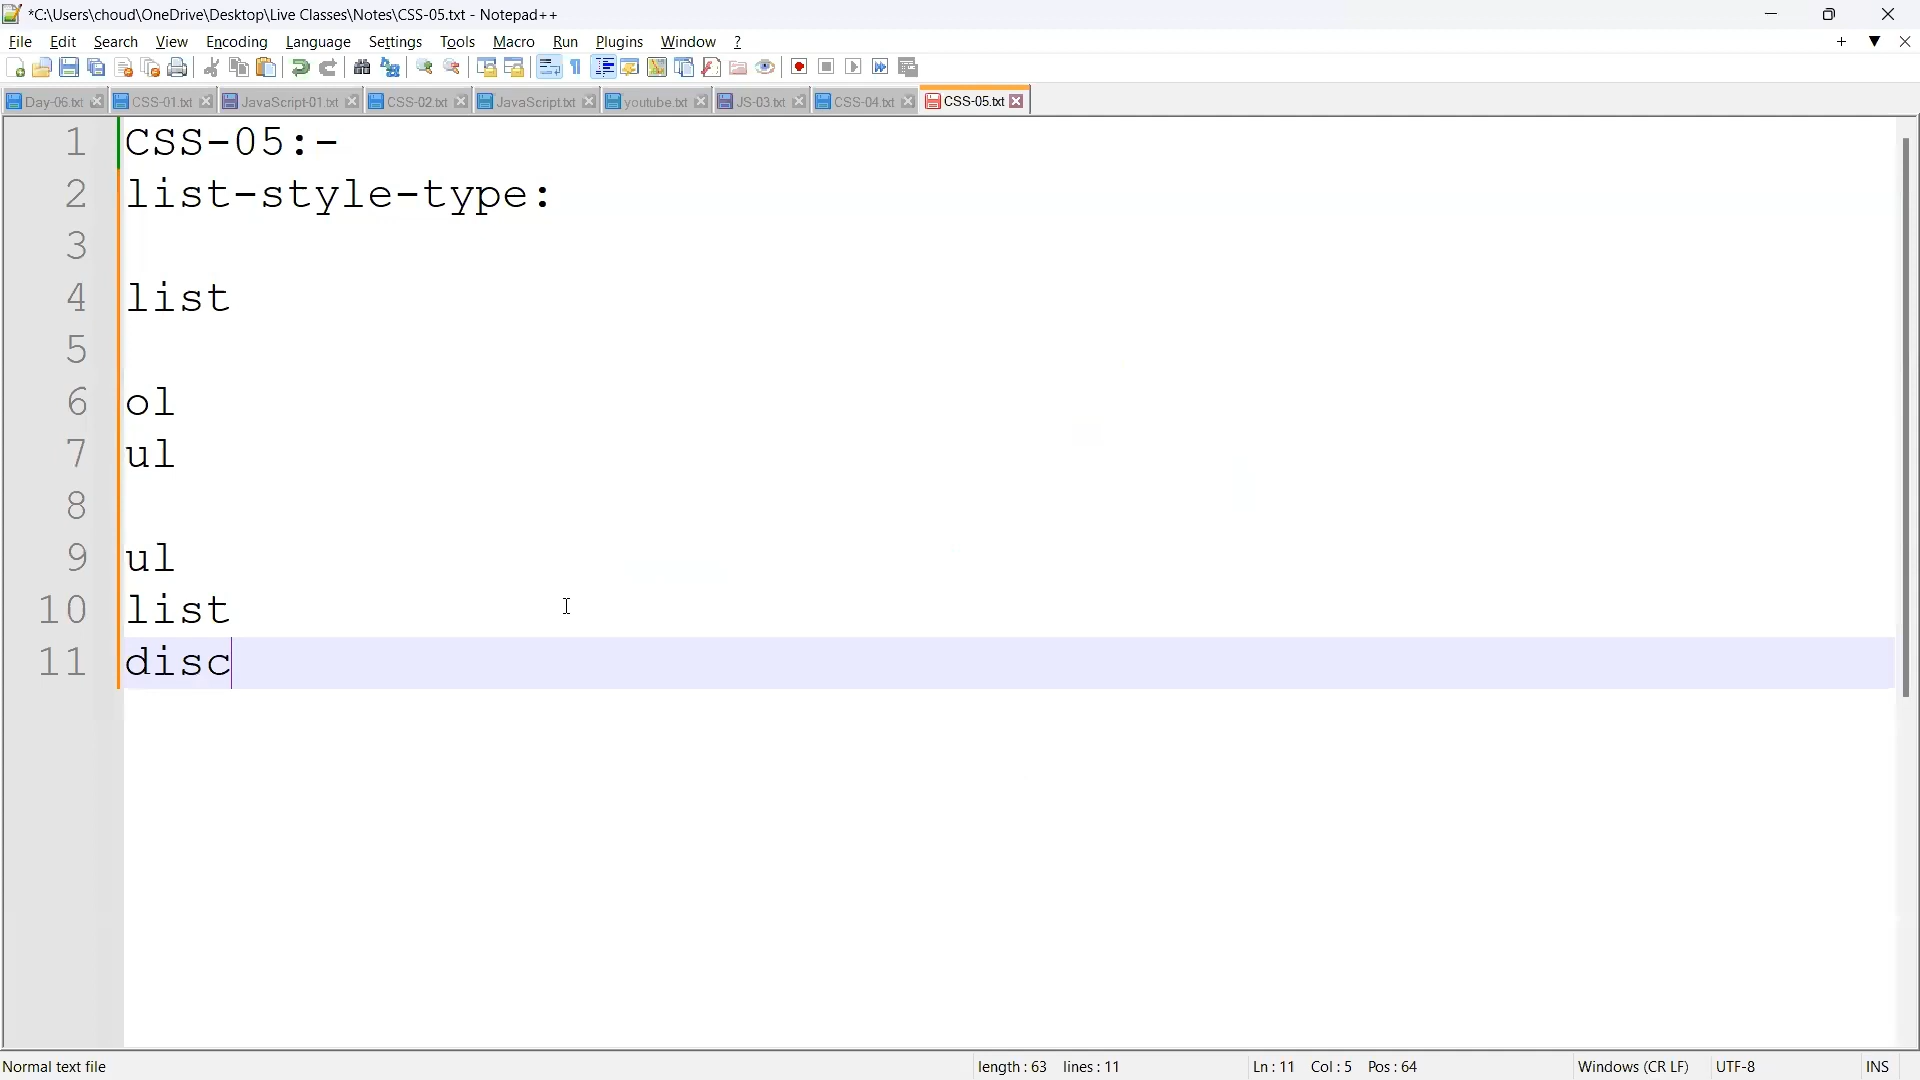 *C:\Users\choud\OneDrive\Desktop\Live Classes\Notes\CSS-05.txt - Notepad++
File Edit Search View Encoding Language Settings Tools Macro Run Plugins Window ?
Day-06.txt CSS-01.txt JavaScript-01.txt CSS-02.txt JavaScript.txt youtube.txt JS-03.txt CSS-04.txt CSS-05.txt
1 CSS-05:-
2 list-style-type:
3
4 list
5
6 ol
7 ul
8
9 ul
10 list
11 disc
Normal text file length : 63 lines : 11 Ln : 11 Col : 5 Pos : 64 Windows (CR LF) UTF-8 INS